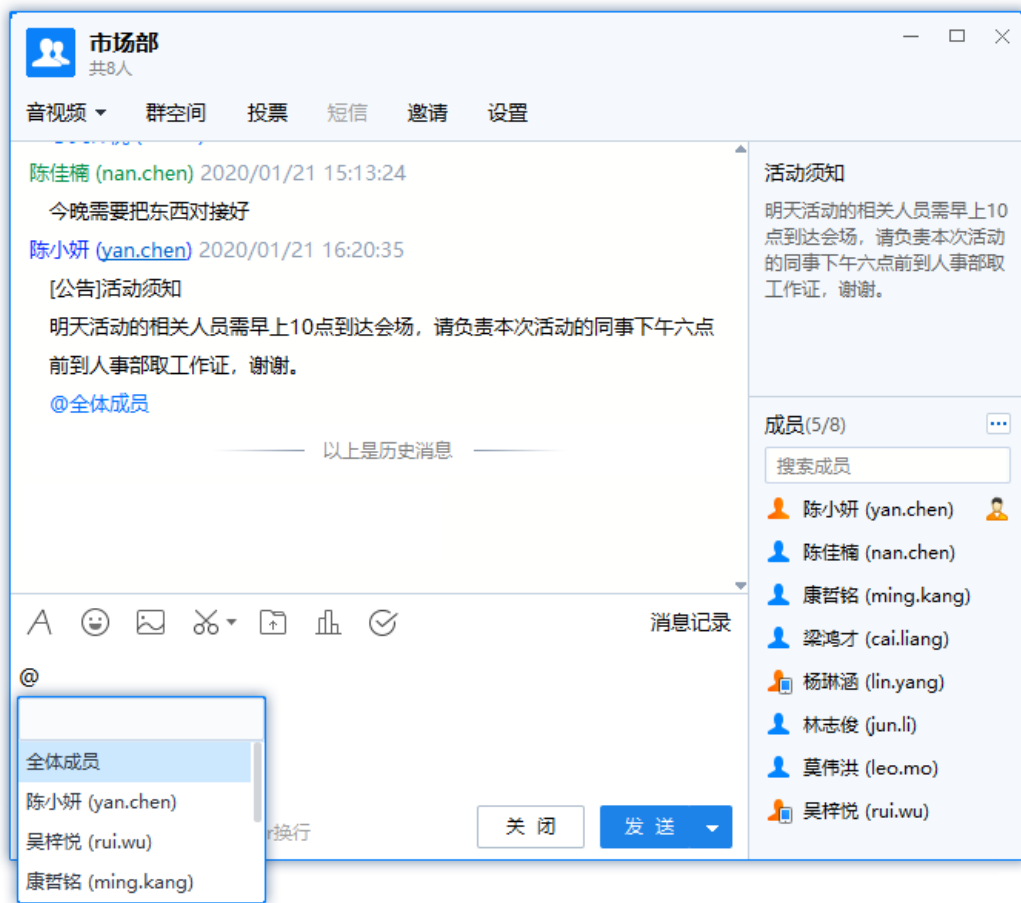 市场部
共8人
音视频
群空间
投票
短信
邀请
设置
陈佳楠 (nan.chen) 2020/01/21 15:13:24
今晚需要把东西对接好
陈小妍 (yan.chen) 2020/01/21 16:20:35
[公告]活动须知
明天活动的相关人员需早上10点到达会场，请负责本次活动的同事下午六点
前到人事部取工作证，谢谢。
@全体成员
以上是历史消息
消息记录
@
全体成员
陈小妍 (yan.chen)
吴梓悦 (rui.wu)
康哲铭 (ming.kang)
r换行
关 闭
发 送
活动须知
明天活动的相关人员需早上10
点到达会场，请负责本次活动
的同事下午六点前到人事部取
工作证，谢谢。
成员(5/8)
搜索成员
陈小妍 (yan.chen)
陈佳楠 (nan.chen)
康哲铭 (ming.kang)
梁鸿才 (cai.liang)
杨琳涵 (lin.yang)
林志俊 (jun.li)
莫伟洪 (leo.mo)
吴梓悦 (rui.wu)